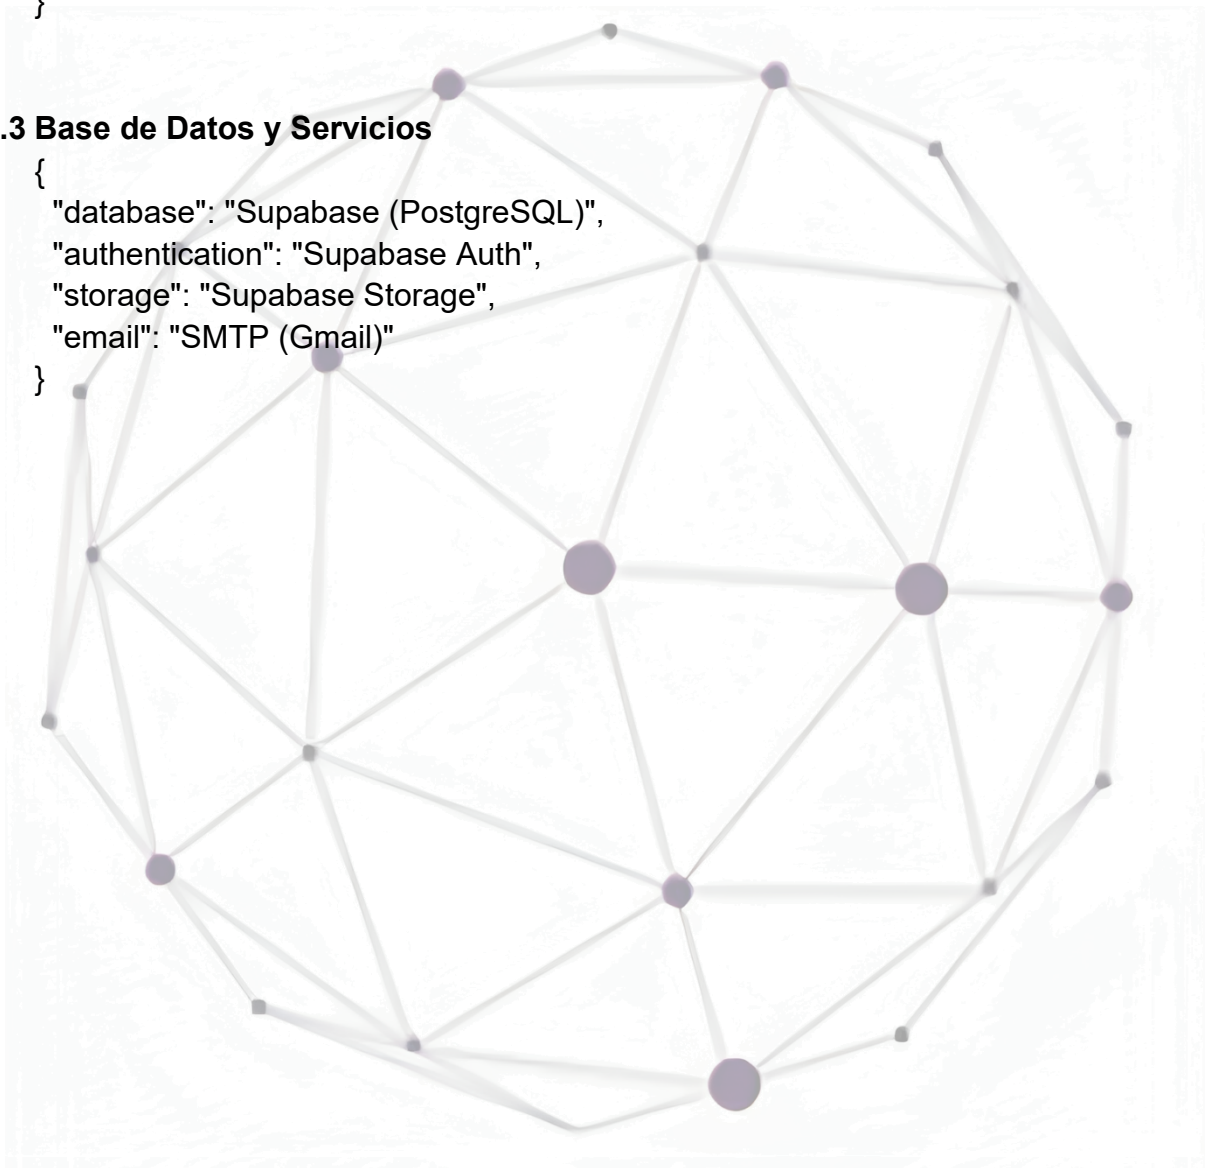 }
.3 Base de Datos y Servicios
{
"database": "Supabase (PostgreSQL)",
"authentication": "Supabase Auth",
"storage": "Supabase Storage",
"email": "SMTP (Gmail)"
}